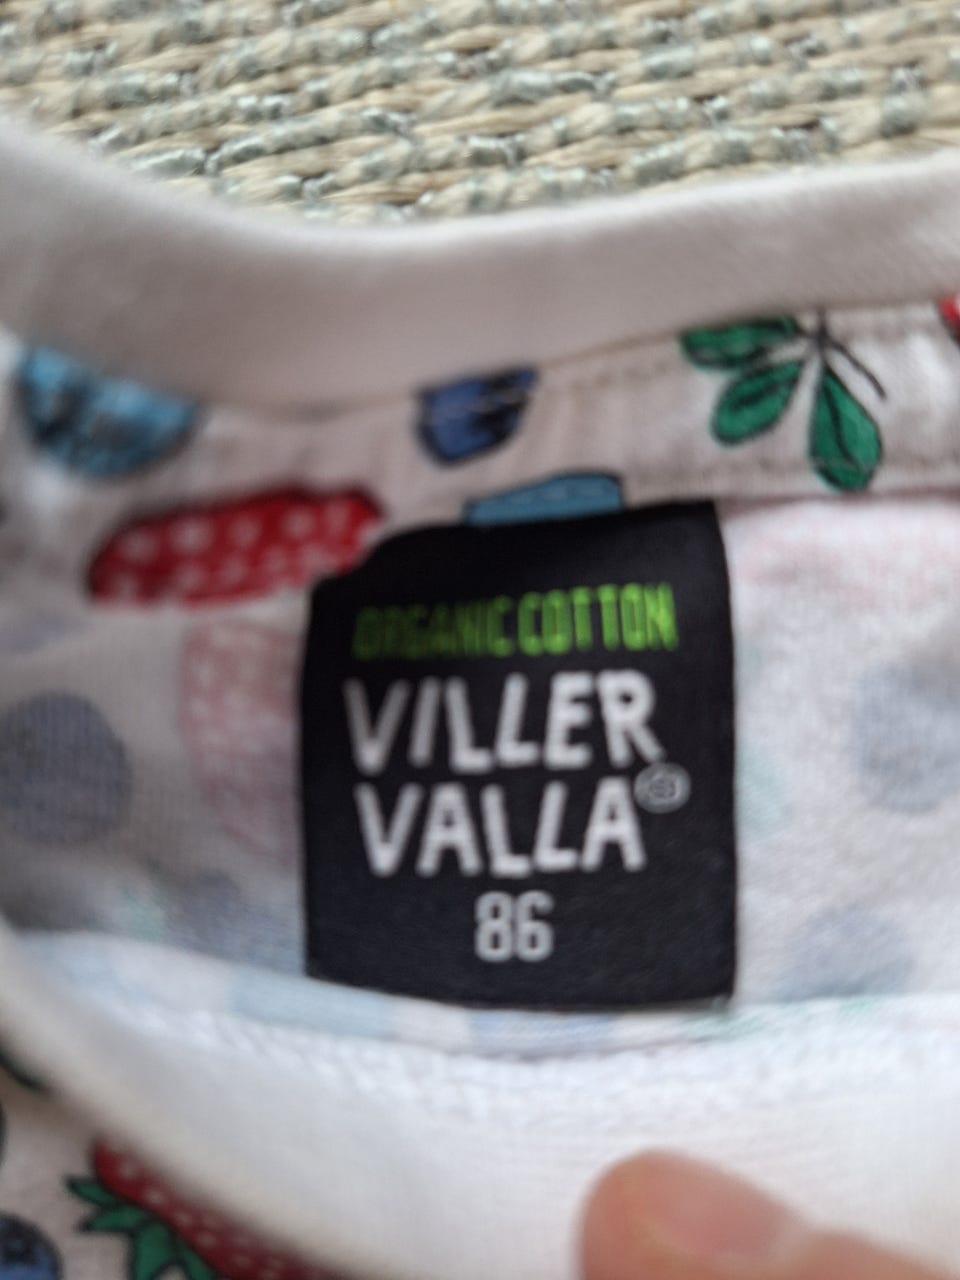 ORGANIC COTTON
VILLER
VALLA®
86